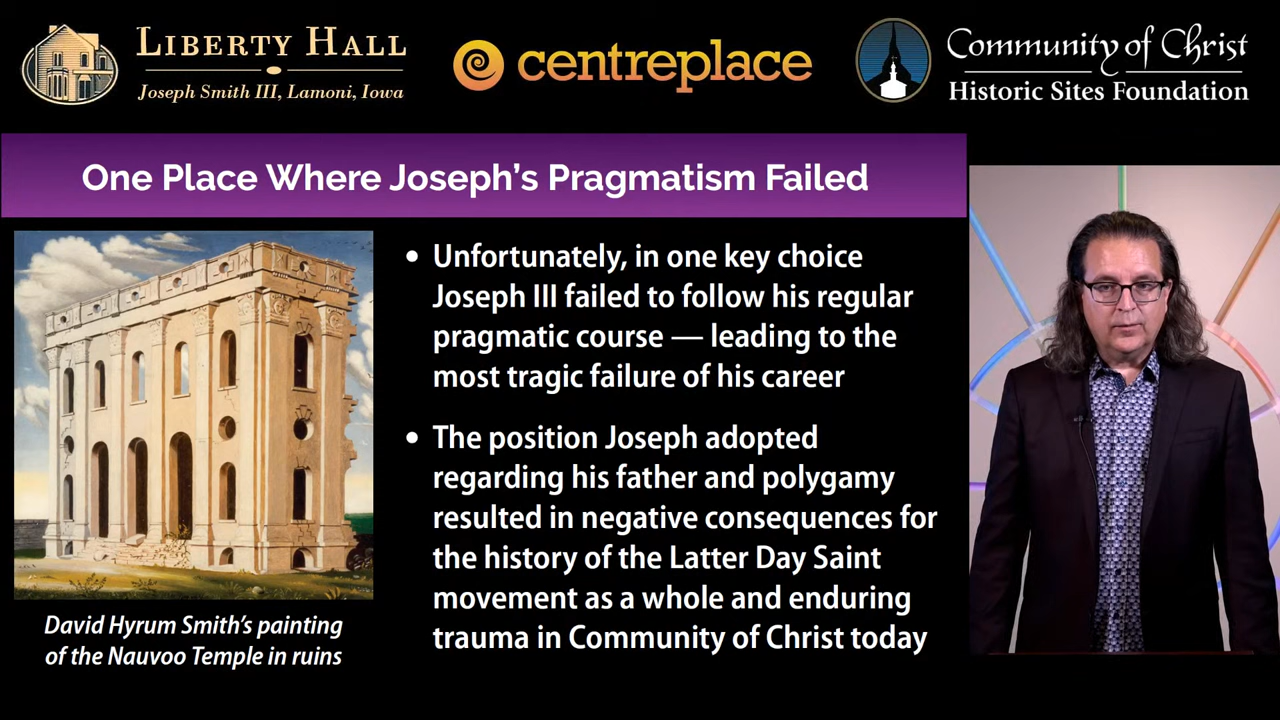 LIBERTY HALL
Joseph Smith III, Lamoni, Iowa
centreplace
Community of Christ
Historic Sites Foundation
One Place Where Joseph's Pragmatism Failed
• Unfortunately, in one key choice
Joseph III failed to follow his regular
pragmatic course — leading to the
most tragic failure of his career
• The position Joseph adopted
regarding his father and polygamy
resulted in negative consequences for
the history of the Latter Day Saint
movement as a whole and enduring
trauma in Community of Christ today
David Hyrum Smith's painting
of the Nauvoo Temple in ruins